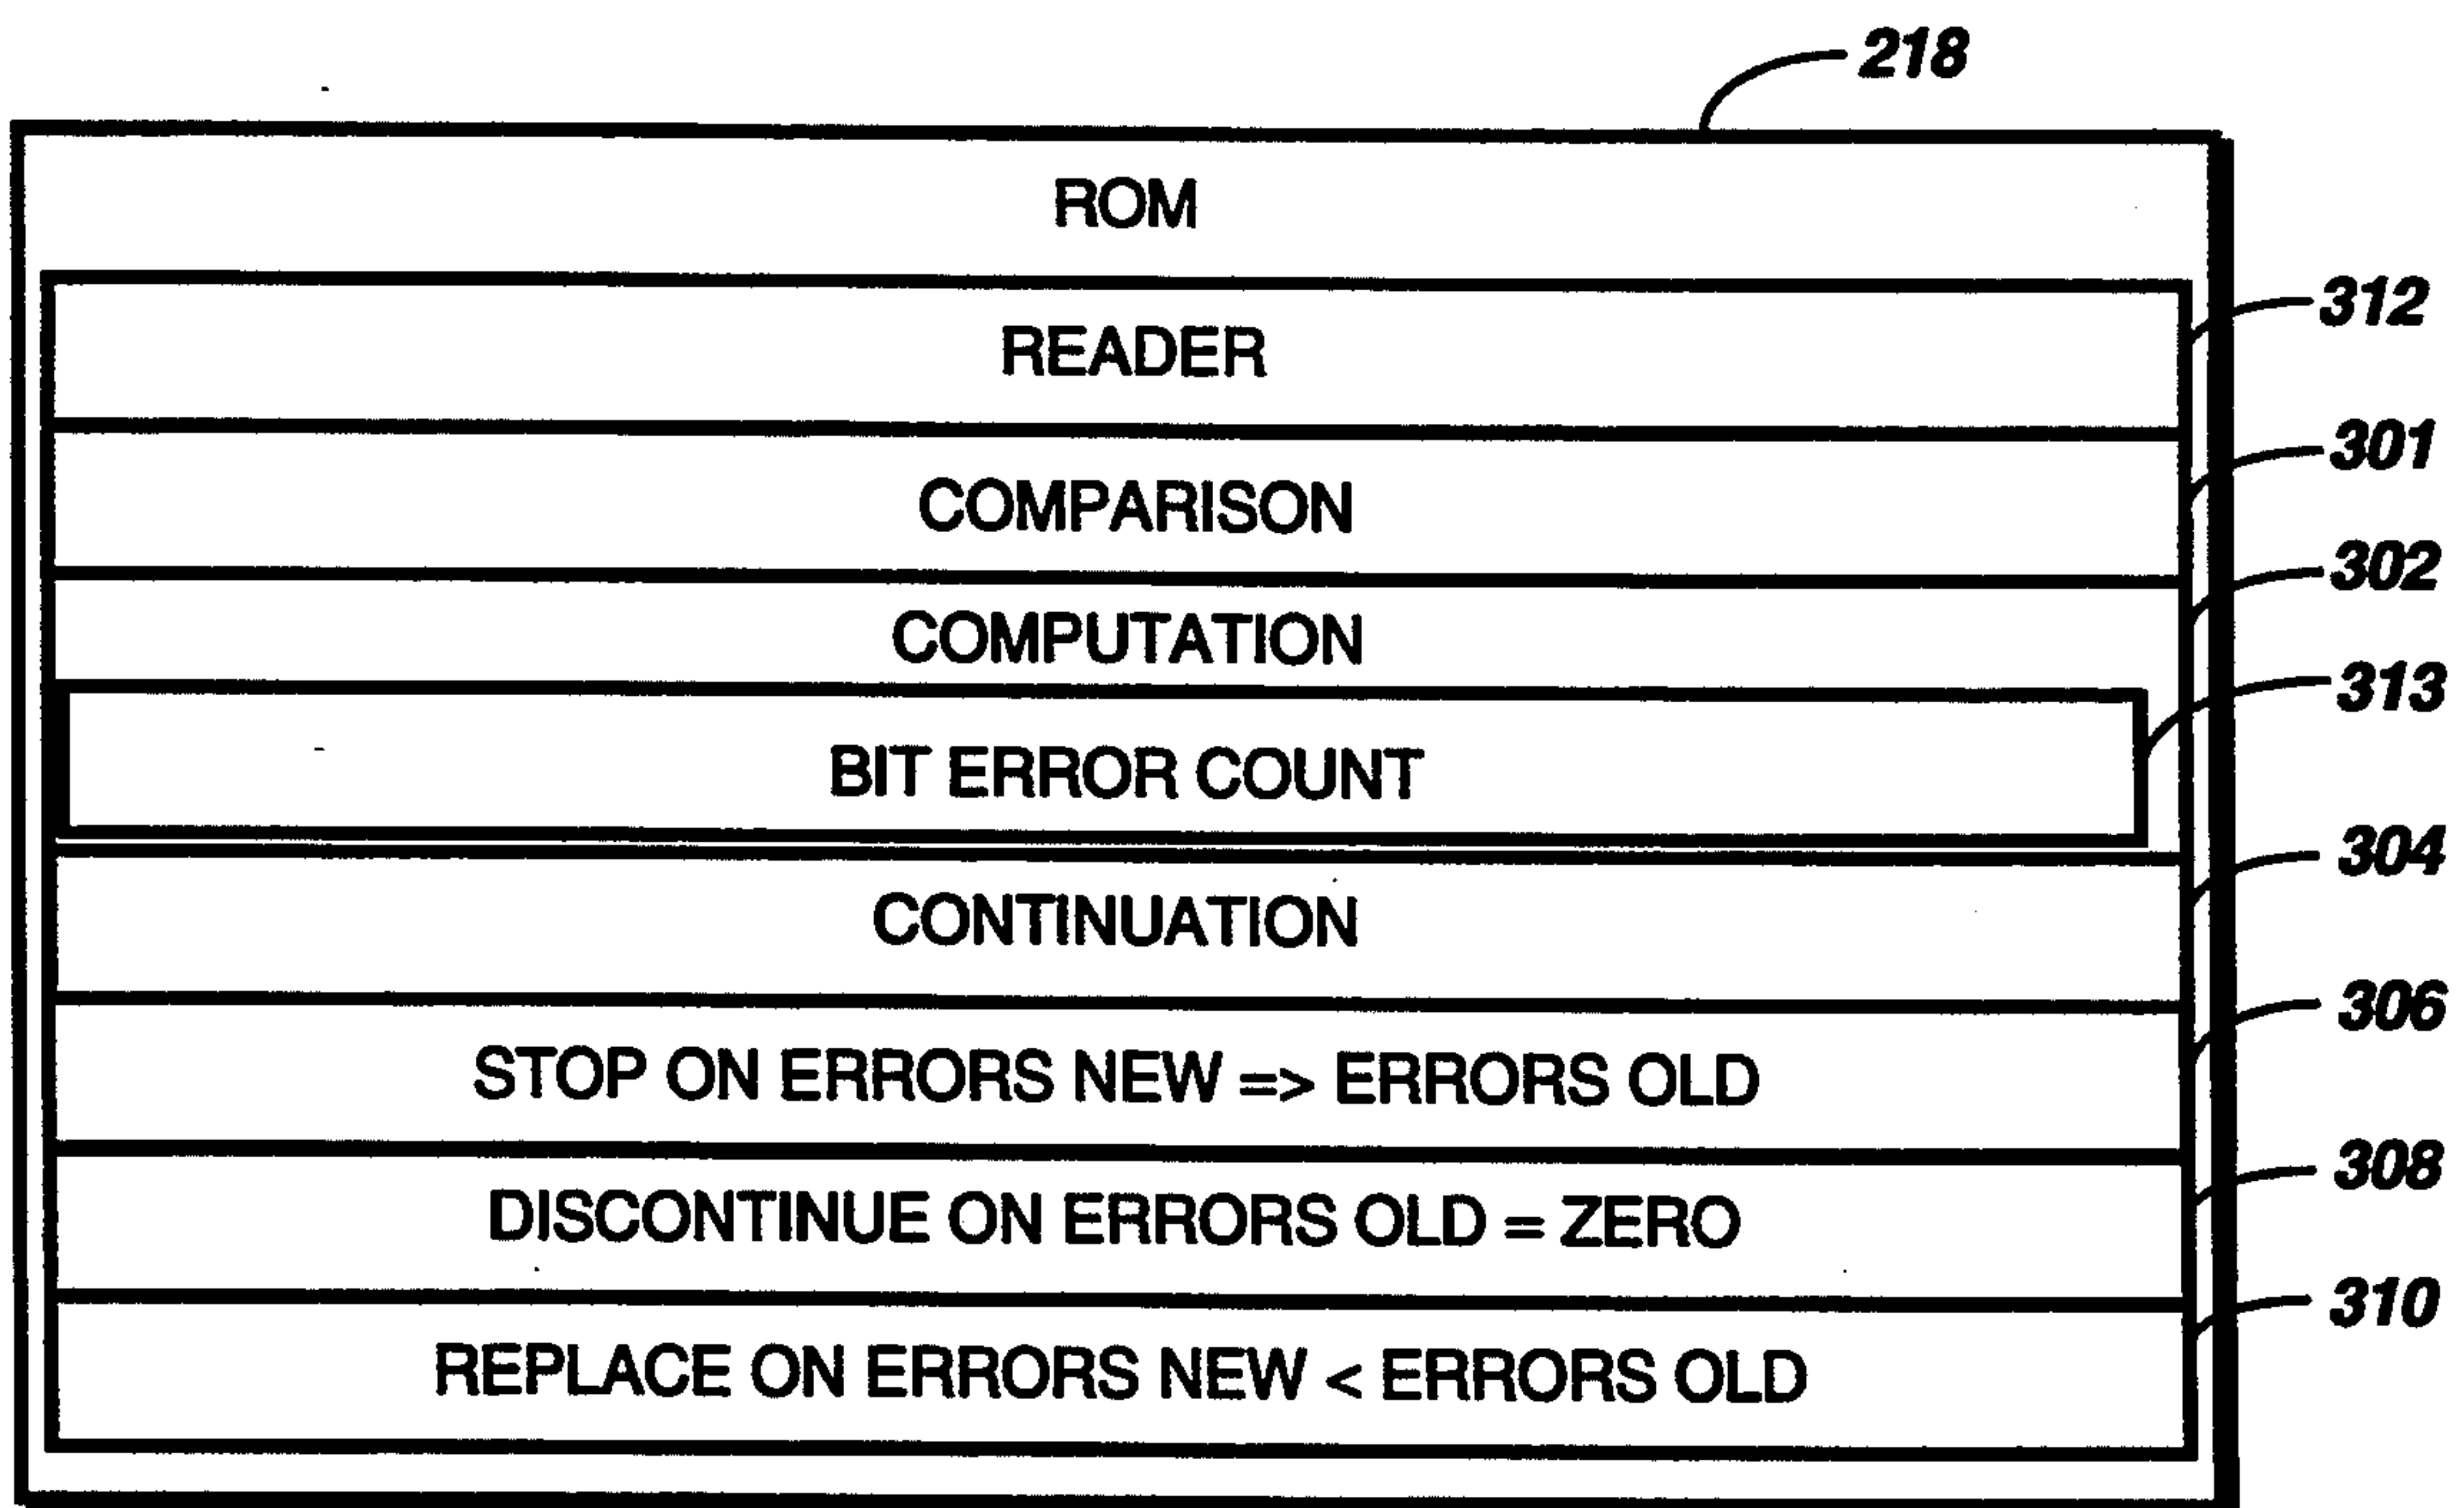 218
ROM
312
READER
301
COMPARISON
302
COMPUTATION
313
BIT ERROR COUNT
304
CONTINUATION
306
STOP ON ERRORS NEW => ERRORS OLD
308
DISCONTINUE ON ERRORS OLD = ZERO
310
REPLACE ON ERRORS NEW < ERRORS OLD